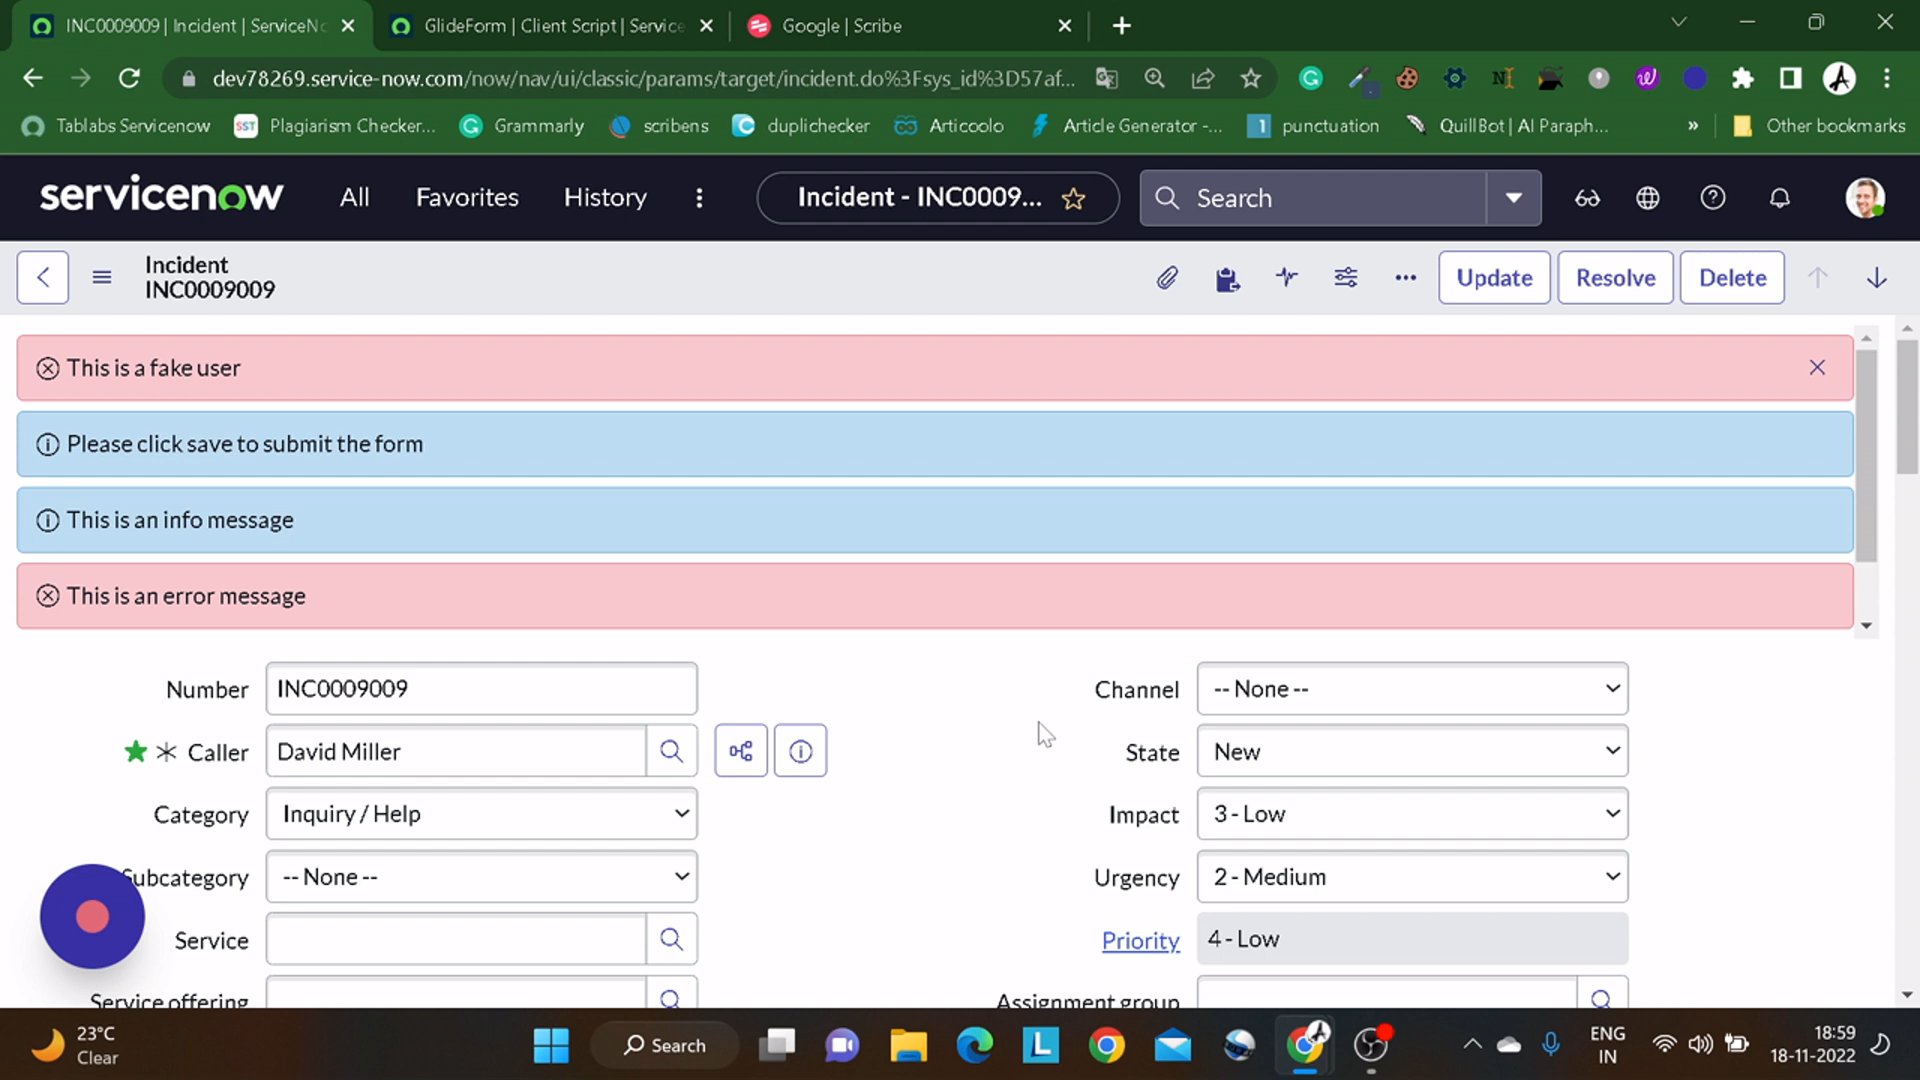 INC0009009 | Incident | ServiceNo
GlideForm | Client Script | Service
Google | Scribe
dev78269.service-now.com/now/nav/ui/classic/params/target/incident.do%3Fsys_id%3D57af...
Tablabs Servicenow
SST
Plagiarism Checker...
Grammarly
scribens
duplichecker
Articoolo
Article Generator -...
1
punctuation
QuillBot | AI Paraph...
»
Other bookmarks
servicenow
All
Favorites
History
Incident - INC0009...
Search
Incident
INC0009009
Update
Resolve
Delete
This is a fake user
Please click save to submit the form
This is an info message
This is an error message
Number
INC0009009
Channel
-- None --
Caller
David Miller
State
New
Category
Inquiry / Help
Impact
3 - Low
Subcategory
-- None --
Urgency
2 - Medium
Service
Priority
4 - Low
Service offering
Assignment group
23°C
Clear
Search
L
ENG
IN
18:59
18-11-2022